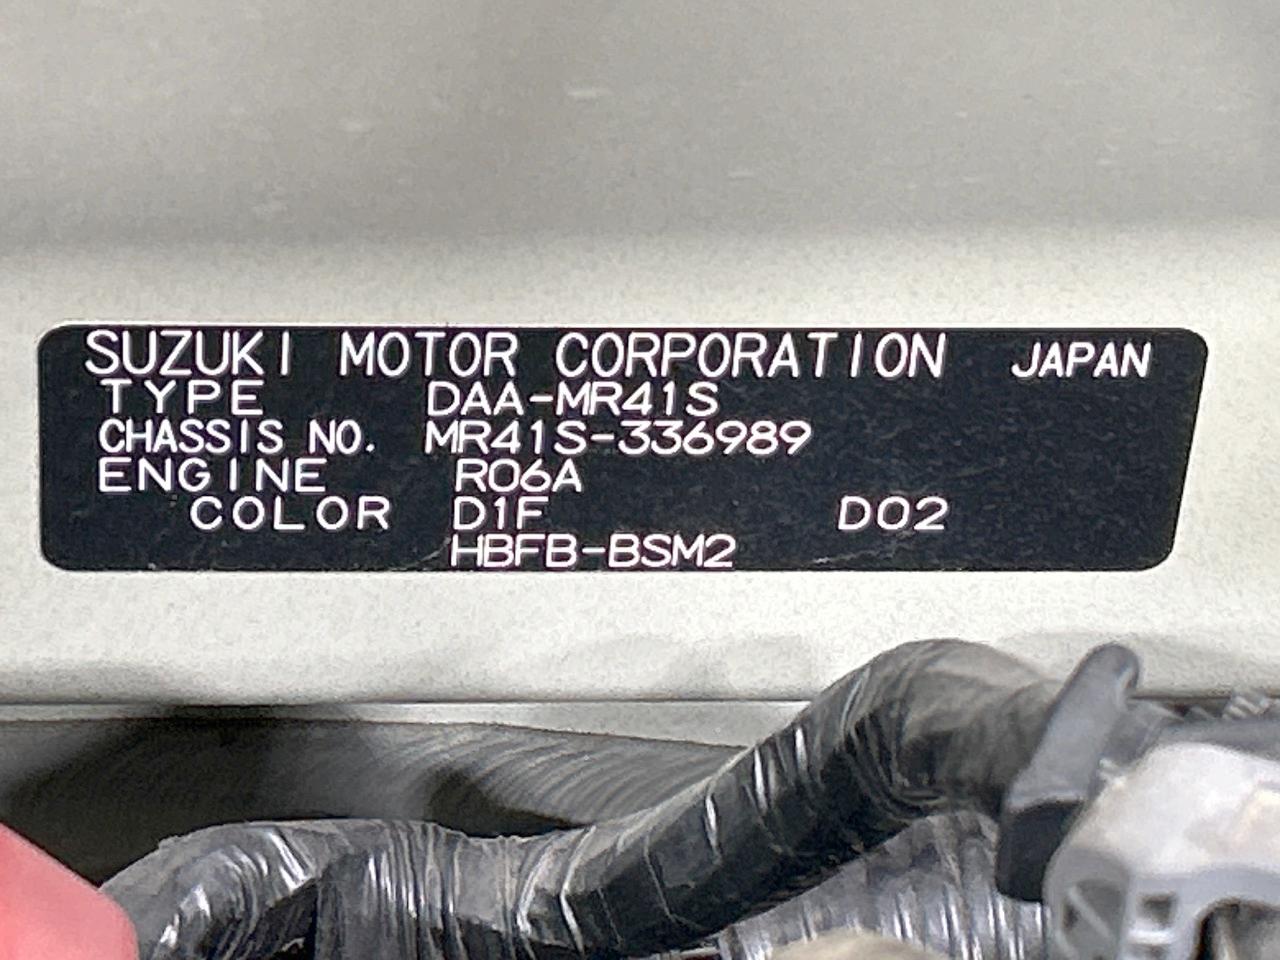 SUZUKI MOTOR CORPORATION JAPAN
TYPE DAA-MR41S
CHASSIS NO. MR41S-336989
ENGINE R06A
COLOR D1F D02
HBFB-BSM2